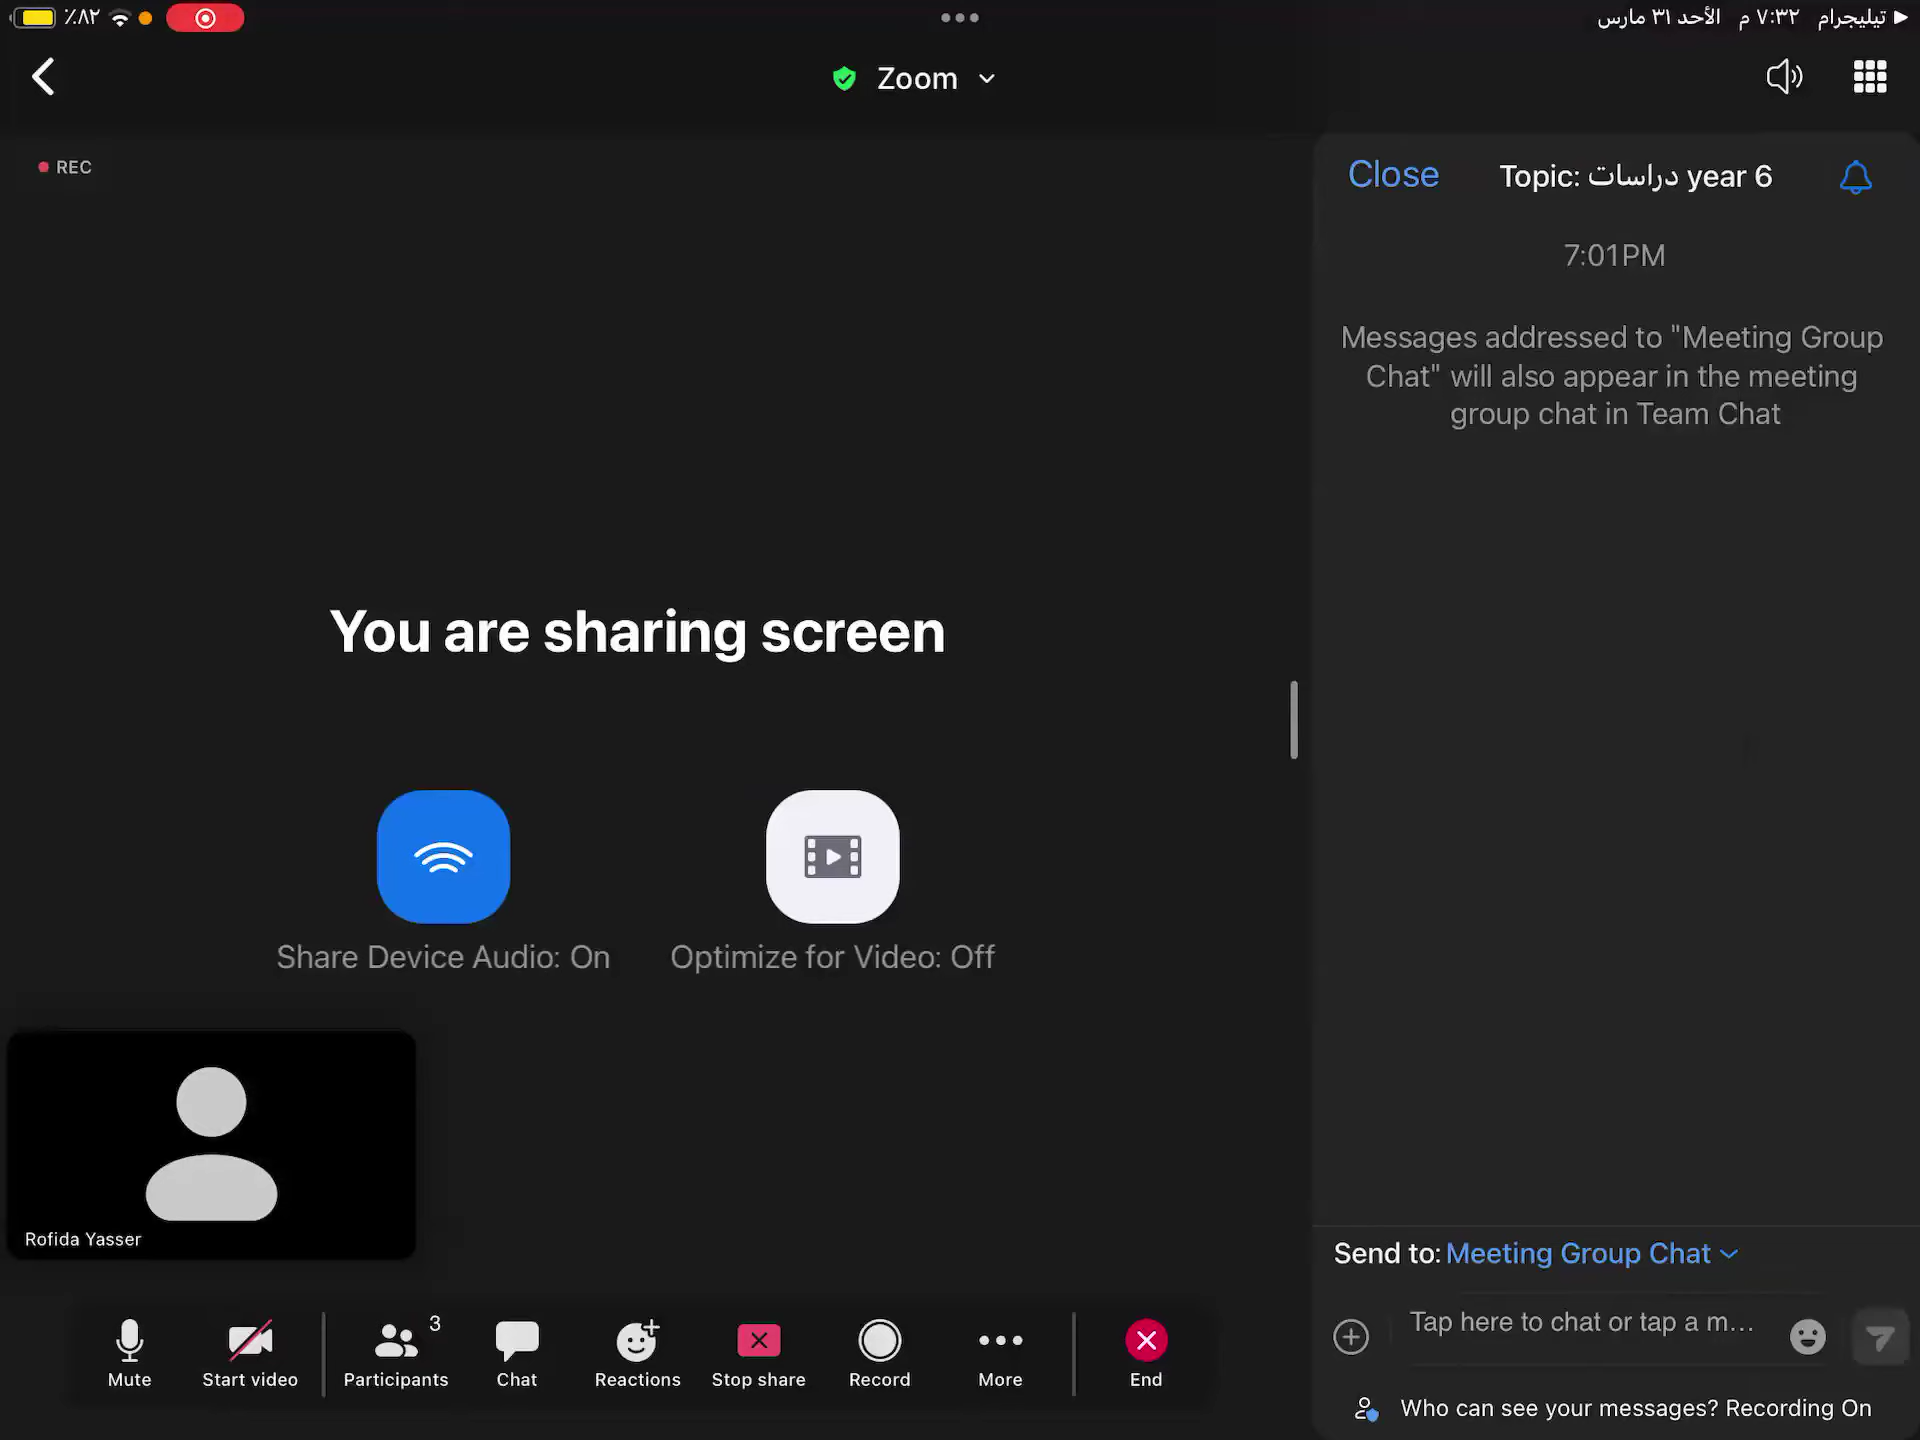 ٪٨٢
تيليجرام ٧:٣٢ م الأحد ٣١ مارس
Zoom
REC
You are sharing screen
Share Device Audio: On
Optimize for Video: Off
Rofida Yasser
Mute
Start video
3
Participants
Chat
Reactions
Stop share
Record
More
End
Close
Topic: دراسات year 6
7:01PM
Messages addressed to "Meeting Group
Chat" will also appear in the meeting
group chat in Team Chat
Send to: Meeting Group Chat
Tap here to chat or tap a m...
Who can see your messages? Recording On